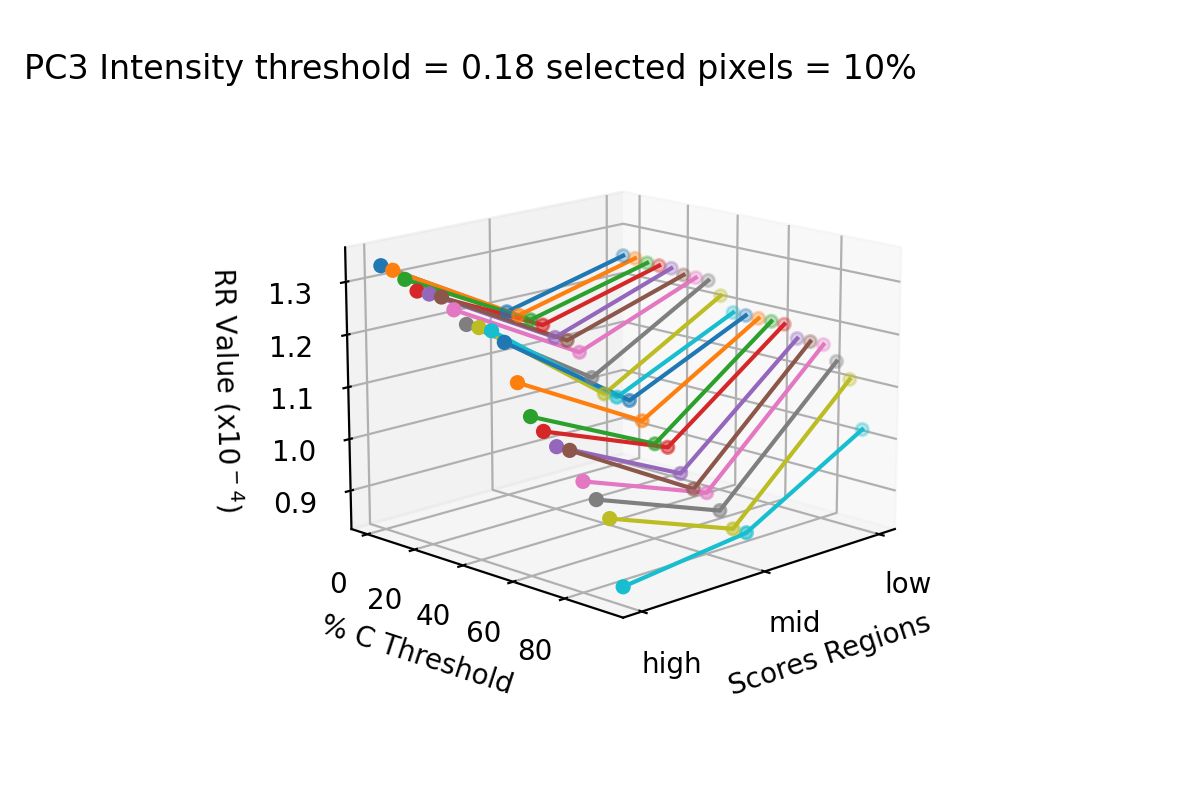 PC3 Intensity threshold = 0.18 selected pixels = 10%
RR Value (x10⁻⁴)
1.3
1.2
1.1
1.0
0.9
0
20
40
60
80
% C Threshold
high
mid
low
Scores Regions